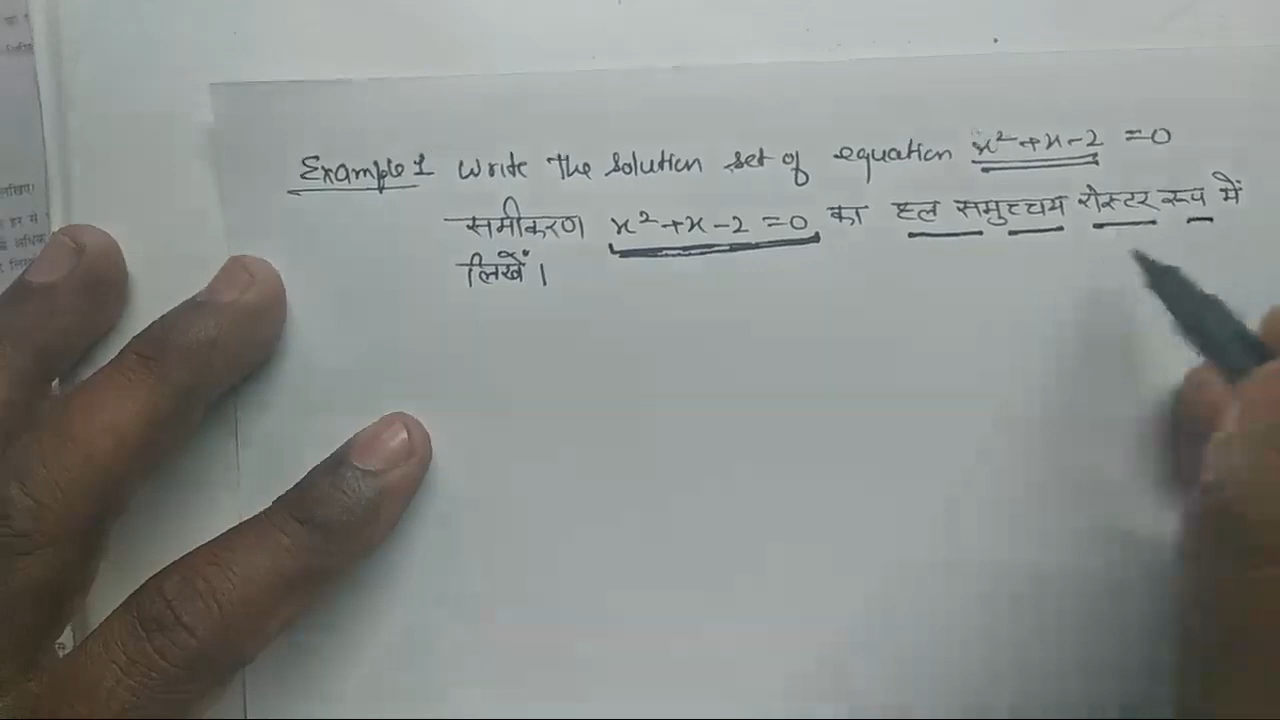 Example 1 Write the solution set of equation x²+x-2 =0
समीकरण x²+x-2=0 का हल समुच्चय रोस्टर रूप में
लिखें।